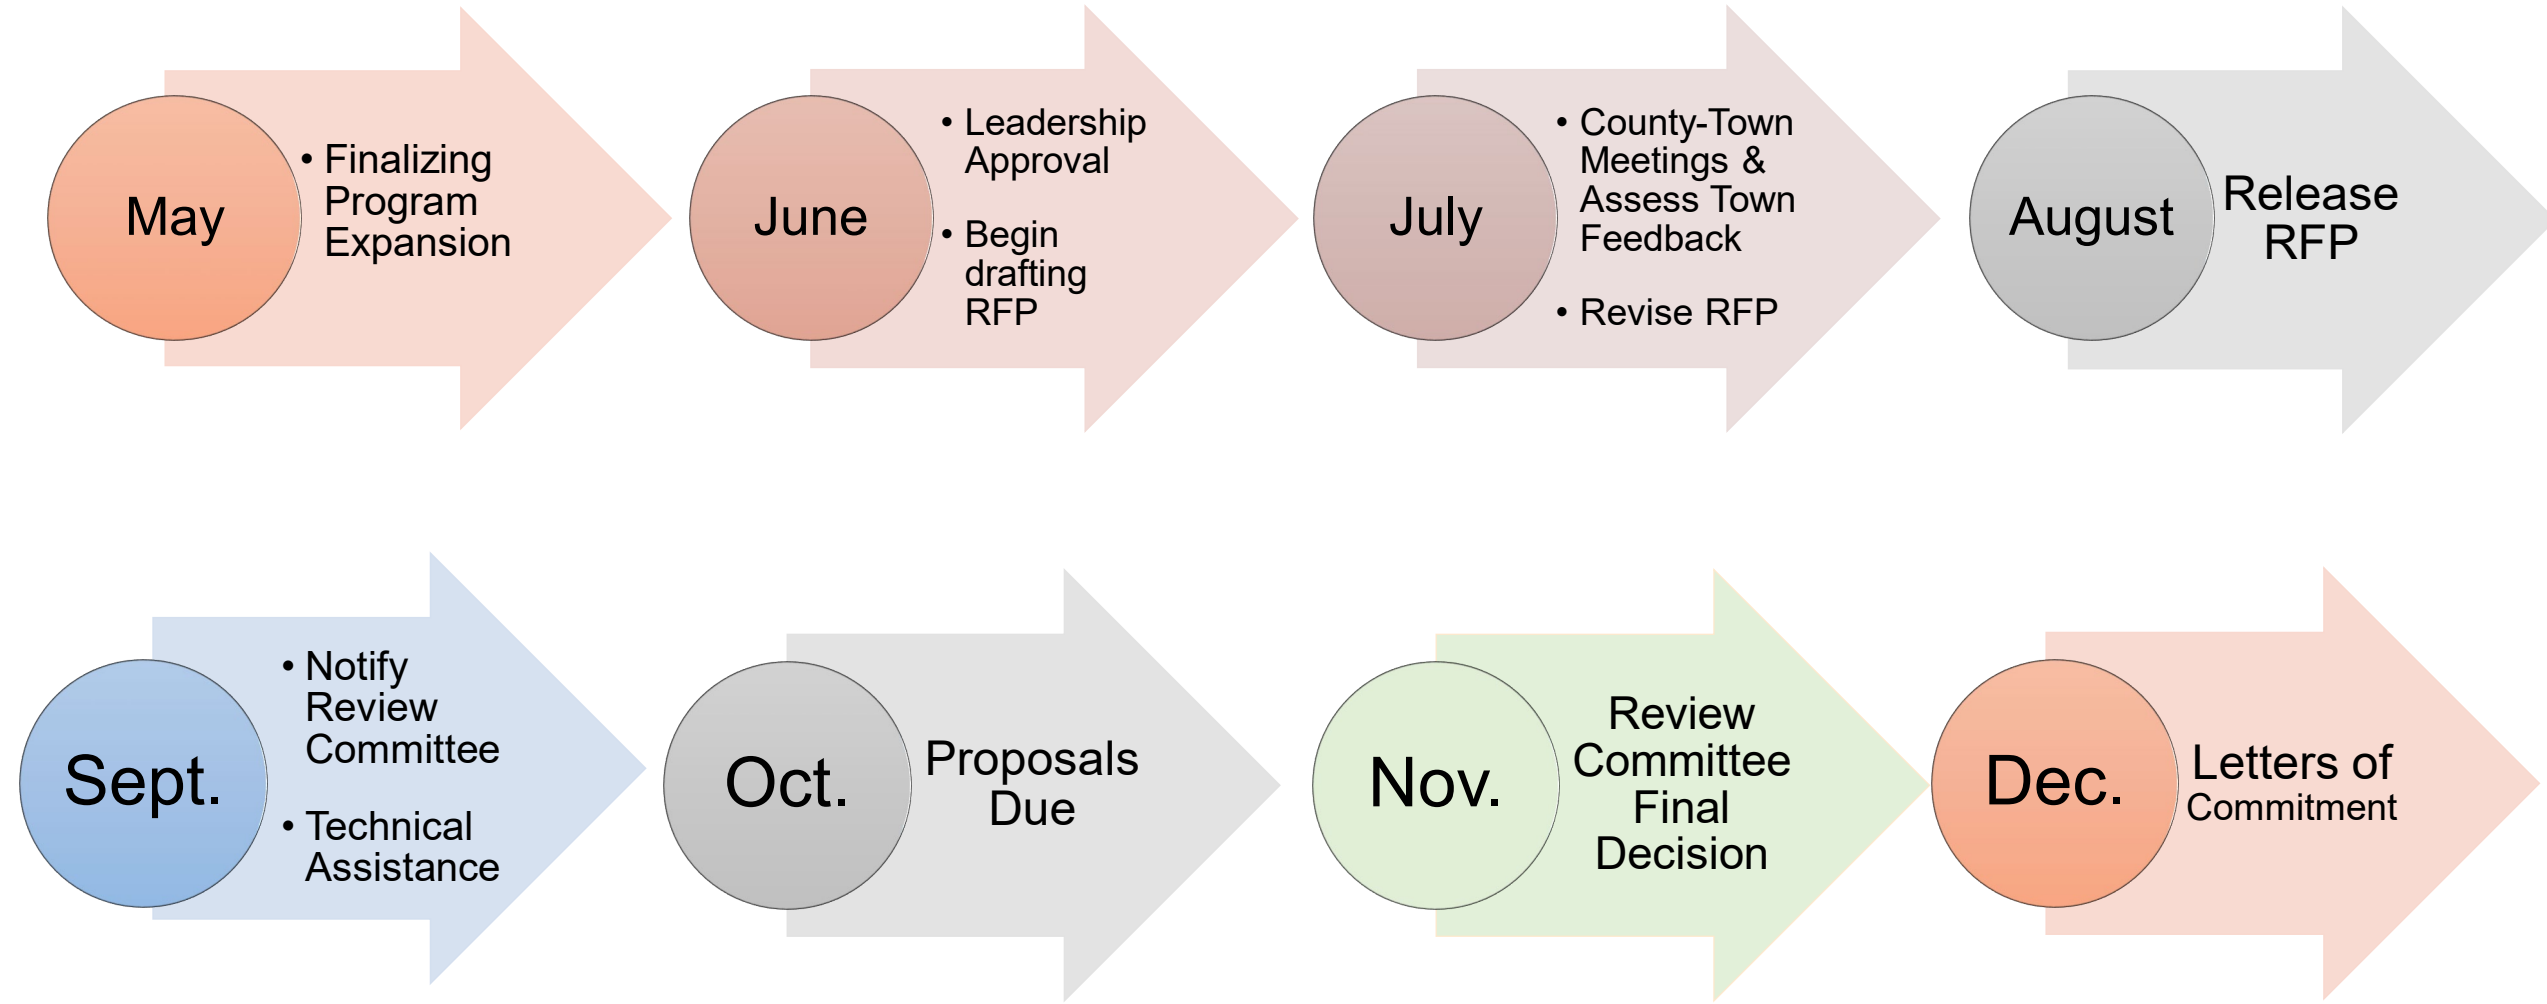 May
• Finalizing
Program
Expansion
June
• Leadership
Approval
• Begin
drafting
RFP
July
• County-Town
Meetings &
Assess Town
Feedback
• Revise RFP
August
Release
RFP
Sept.
• Notify
Review
Committee
• Technical
Assistance
Oct.
Proposals
Due
Nov.
Review
Committee
Final
Decision
Dec.
Letters of
Commitment